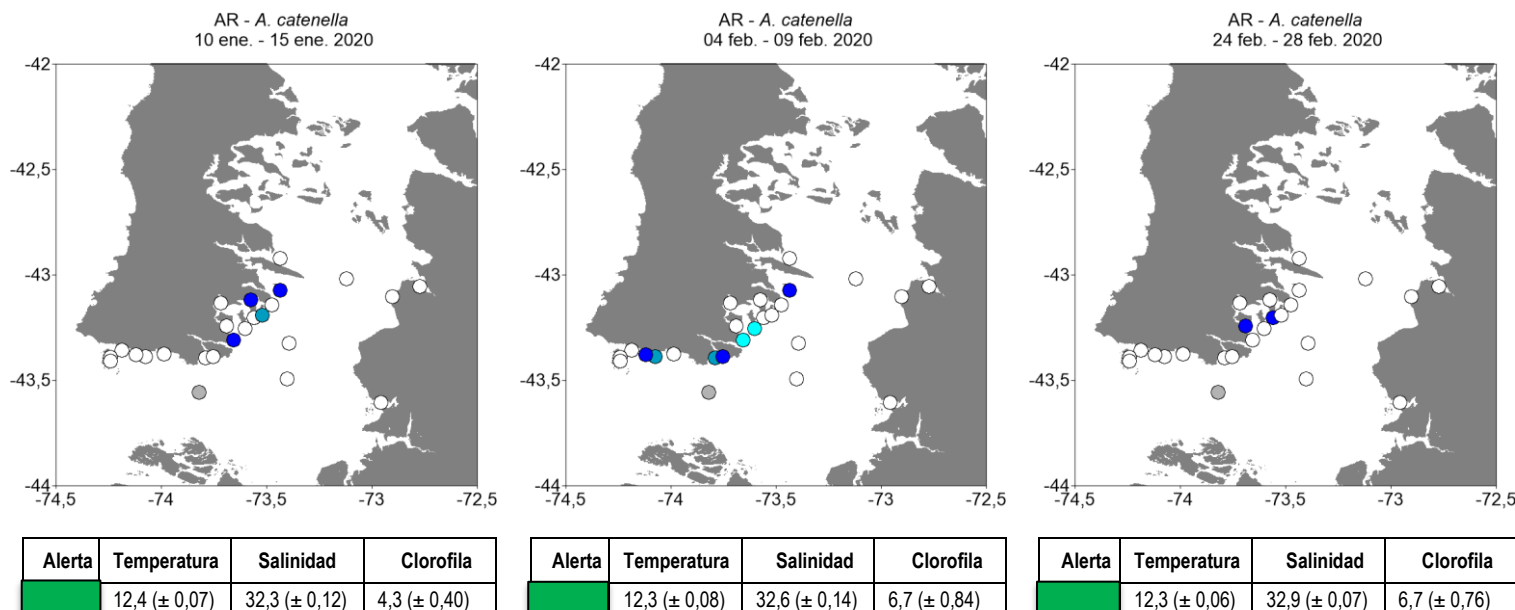 AR - A. catenella
10 ene. - 15 ene. 2020
-42
-42,5
-43
-43,5
-44
-74,5 -74 -73,5 -73 -72,5
Alerta Temperatura Salinidad Clorofila
12,4 (± 0,07) 32,3 (± 0,12) 4,3 (± 0,40)
AR - A. catenella
04 feb. - 09 feb. 2020
-42
-42,5
-43
-43,5
-44
-74,5 -74 -73,5 -73 -72,5
Alerta Temperatura Salinidad Clorofila
12,3 (± 0,08) 32,6 (± 0,14) 6,7 (± 0,84)
AR - A. catenella
24 feb. - 28 feb. 2020
-42
-42,5
-43
-43,5
-44
-74,5 -74 -73,5 -73 -72,5
Alerta Temperatura Salinidad Clorofila
12,3 (± 0,06) 32,9 (± 0,07) 6,7 (± 0,76)